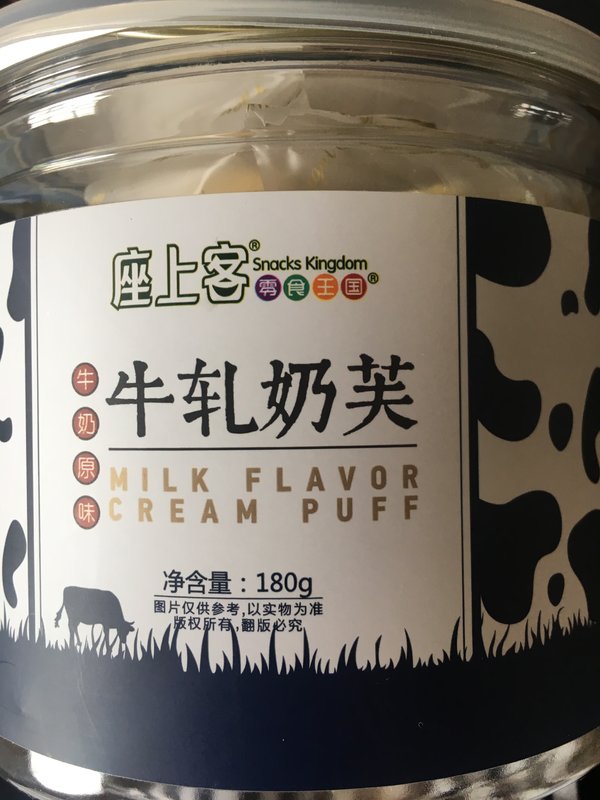 座上客®
Snacks Kingdom
零食王国®
牛奶原味
牛轧奶芙
MILK FLAVOR
CREAM PUFF
净含量：180g
图片仅供参考,以实物为准
版权所有,翻版必究